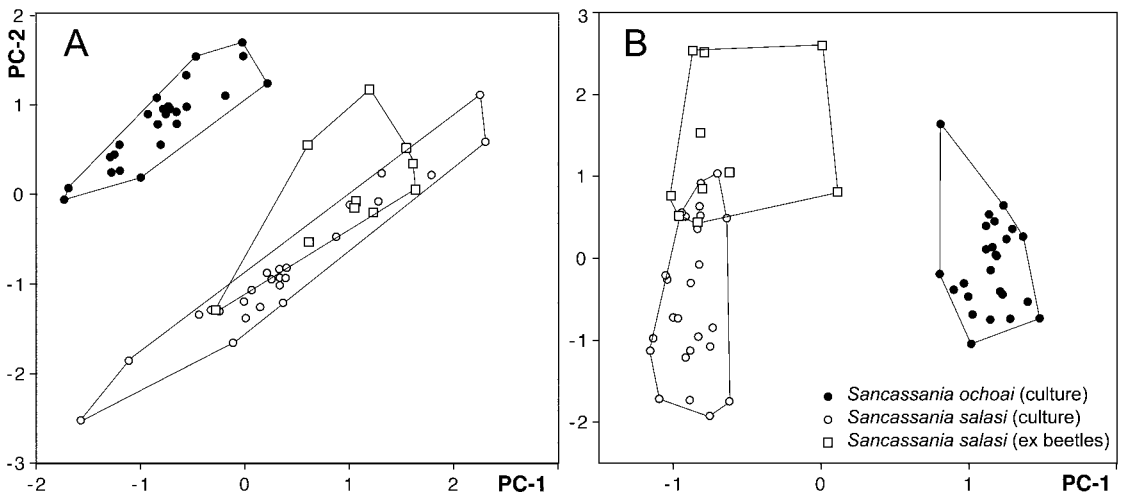 A
PC-2
2
1
0
-1
-2
-3
-2
-1
0
1
2
PC-1
B
3
2
1
0
-1
-2
-1
0
1
PC-1
Sancassania ochoai (culture)
Sancassania salasi (culture)
Sancassania salasi (ex beetles)